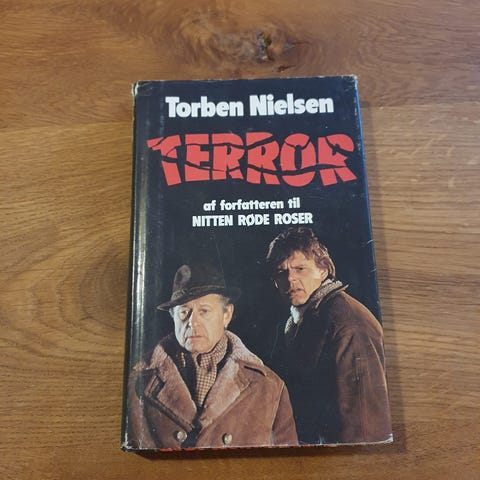 Torben Nielsen
TERROR
af forfatteren til
NITTEN RØDE ROSER